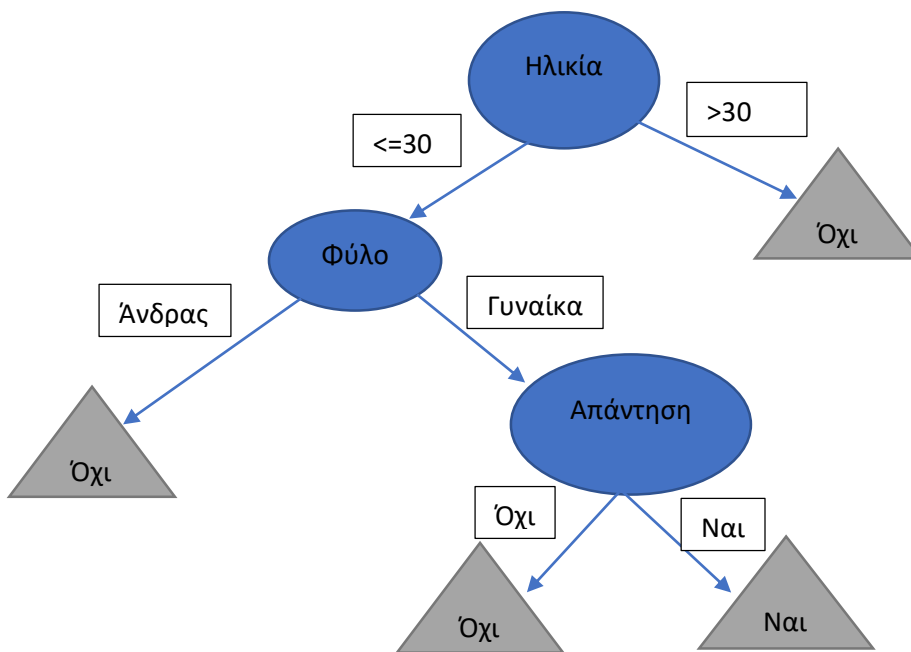 Ηλικία
>30
<=30
Όχι
Φύλο
Άνδρας
Γυναίκα
Απάντηση
Όχι
Όχι
Ναι
Όχι
Ναι